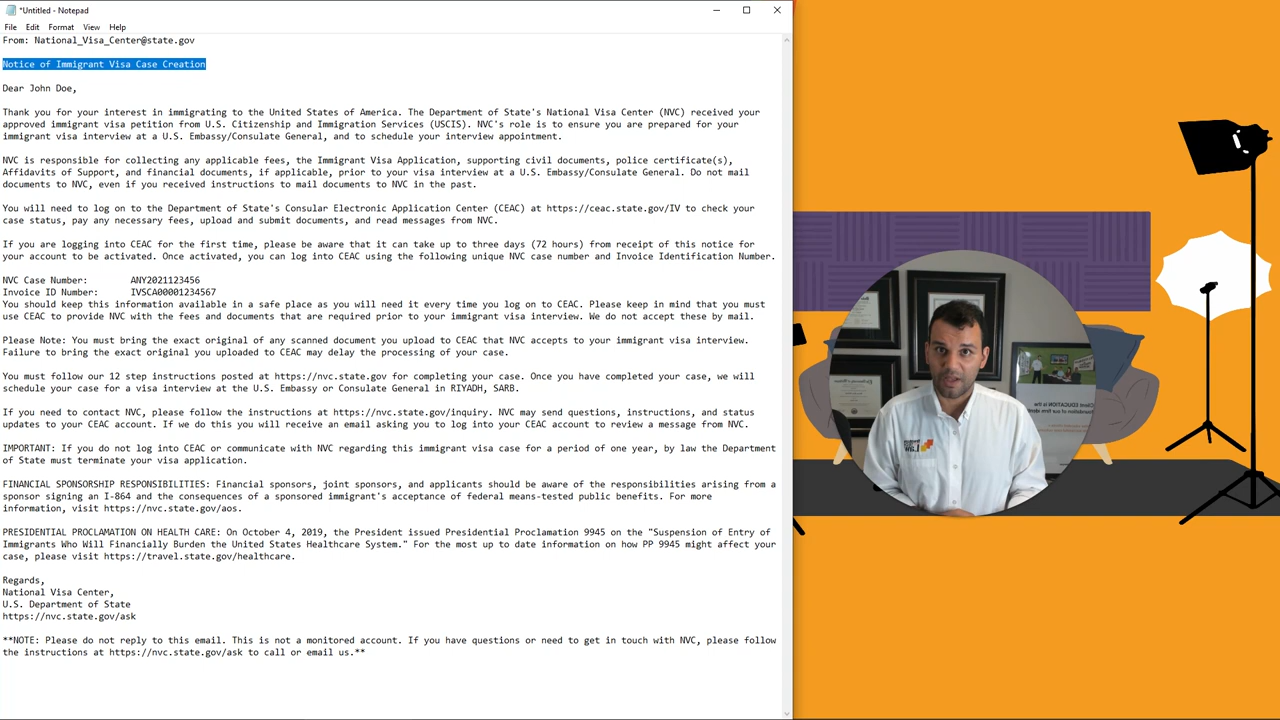 *Untitled - Notepad
File Edit Format View Help
From: National_Visa_Center@state.gov
Notice of Immigrant Visa Case Creation
Dear John Doe,
Thank you for your interest in immigrating to the United States of America. The Department of State's National Visa Center (NVC) received your
approved immigrant visa petition from U.S. Citizenship and Immigration Services (USCIS). NVC's role is to ensure you are prepared for your
immigrant visa interview at a U.S. Embassy/Consulate General, and to schedule your interview appointment.
NVC is responsible for collecting any applicable fees, the Immigrant Visa Application, supporting civil documents, police certificate(s),
Affidavits of Support, and financial documents, if applicable, prior to your visa interview at a U.S. Embassy/Consulate General. Do not mail
documents to NVC, even if you received instructions to mail documents to NVC in the past.
You will need to log on to the Department of State's Consular Electronic Application Center (CEAC) at https://ceac.state.gov/IV to check your
case status, pay any necessary fees, upload and submit documents, and read messages from NVC.
If you are logging into CEAC for the first time, please be aware that it can take up to three days (72 hours) from receipt of this notice for
your account to be activated. Once activated, you can log into CEAC using the following unique NVC case number and Invoice Identification Number.
NVC Case Number: ANY2021123456
Invoice ID Number: IVSCA00001234567
You should keep this information available in a safe place as you will need it every time you log on to CEAC. Please keep in mind that you must
use CEAC to provide NVC with the fees and documents that are required prior to your immigrant visa interview. We do not accept these by mail.
Please Note: You must bring the exact original of any scanned document you upload to CEAC that NVC accepts to your immigrant visa interview.
Failure to bring the exact original you uploaded to CEAC may delay the processing of your case.
You must follow our 12 step instructions posted at https://nvc.state.gov for completing your case. Once you have completed your case, we will
schedule your case for a visa interview at the U.S. Embassy or Consulate General in RIYADH, SARB.
If you need to contact NVC, please follow the instructions at https://nvc.state.gov/inquiry. NVC may send questions, instructions, and status
updates to your CEAC account. If we do this you will receive an email asking you to log into your CEAC account to review a message from NVC.
IMPORTANT: If you do not log into CEAC or communicate with NVC regarding this immigrant visa case for a period of one year, by law the Department
of State must terminate your visa application.
FINANCIAL SPONSORSHIP RESPONSIBILITIES: Financial sponsors, joint sponsors, and applicants should be aware of the responsibilities arising from a
sponsor signing an I-864 and the consequences of a sponsored immigrant's acceptance of federal means-tested public benefits. For more
information, visit https://nvc.state.gov/aos.
PRESIDENTIAL PROCLAMATION ON HEALTH CARE: On October 4, 2019, the President issued Presidential Proclamation 9945 on the "Suspension of Entry of
Immigrants Who Will Financially Burden the United States Healthcare System." For the most up to date information on how PP 9945 might affect your
case, please visit https://travel.state.gov/healthcare.
Regards,
National Visa Center,
U.S. Department of State
https://nvc.state.gov/ask
**NOTE: Please do not reply to this email. This is not a monitored account. If you have questions or need to get in touch with NVC, please follow
the instructions at https://nvc.state.gov/ask to call or email us.**